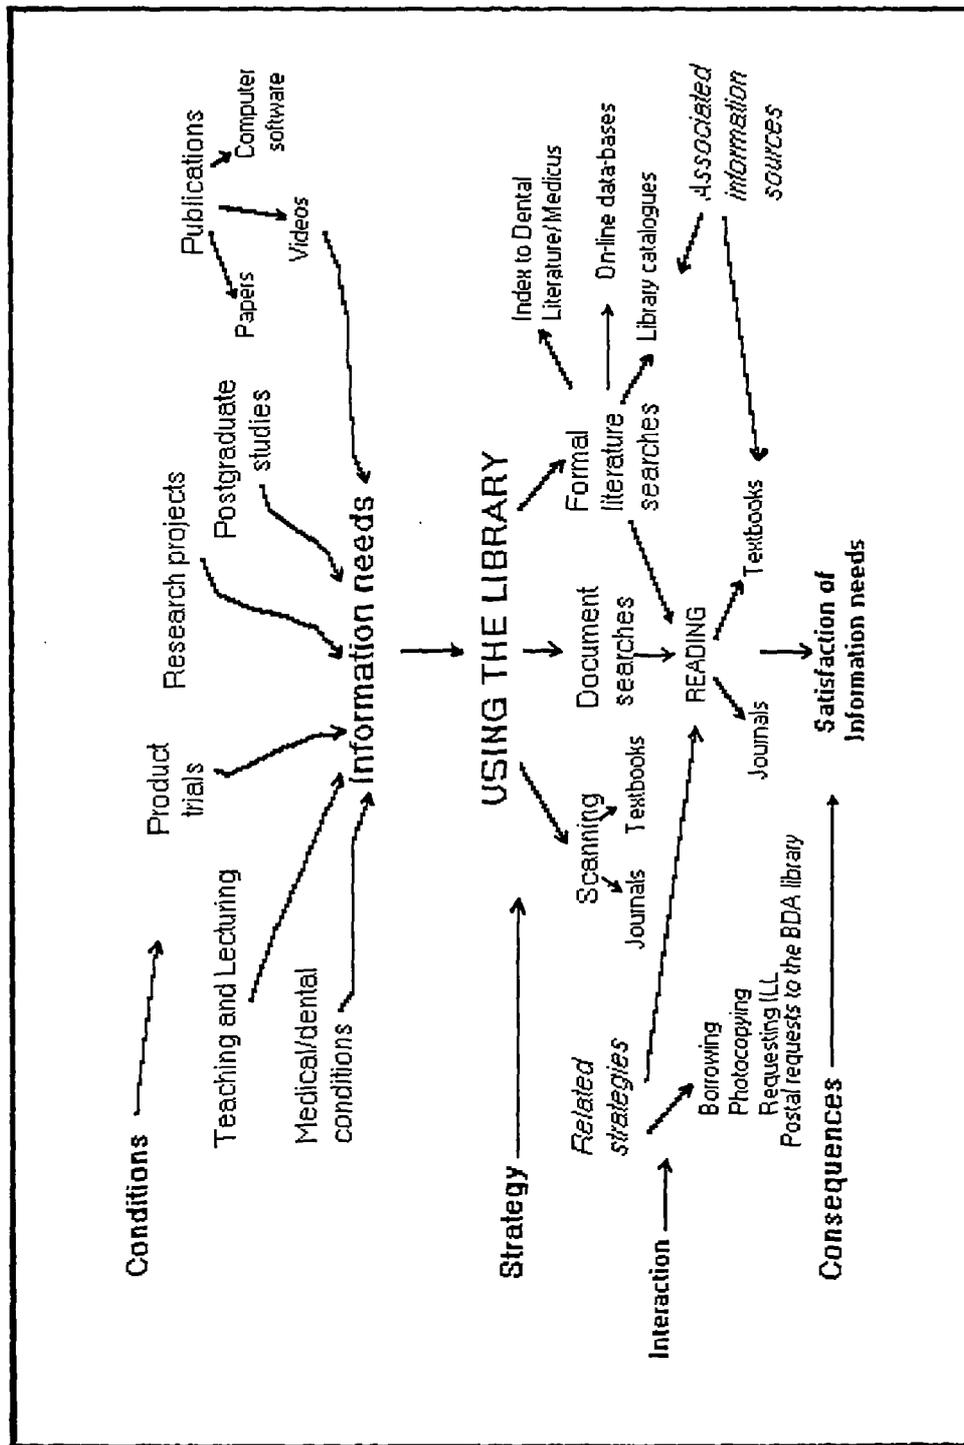 Conditions
Product
trials
Research projects
Publications
Teaching and Lecturing
Postgraduate
studies
Papers
Videos
Computer
software
Medical/dental
conditions
Information needs
Strategy
USING THE LIBRARY
Index to Dental
Literature/Medicus
Related
strategies
Scanning
Document
searches
Formal
literature
searches
On-line data-bases
Journals
Textbooks
Library catalogues
Interaction
READING
Associated
information
sources
Borrowing
Photocopying
Requesting ILL
Postal requests to the BDA library
Journals
Textbooks
Consequences
Satisfaction of
Information needs